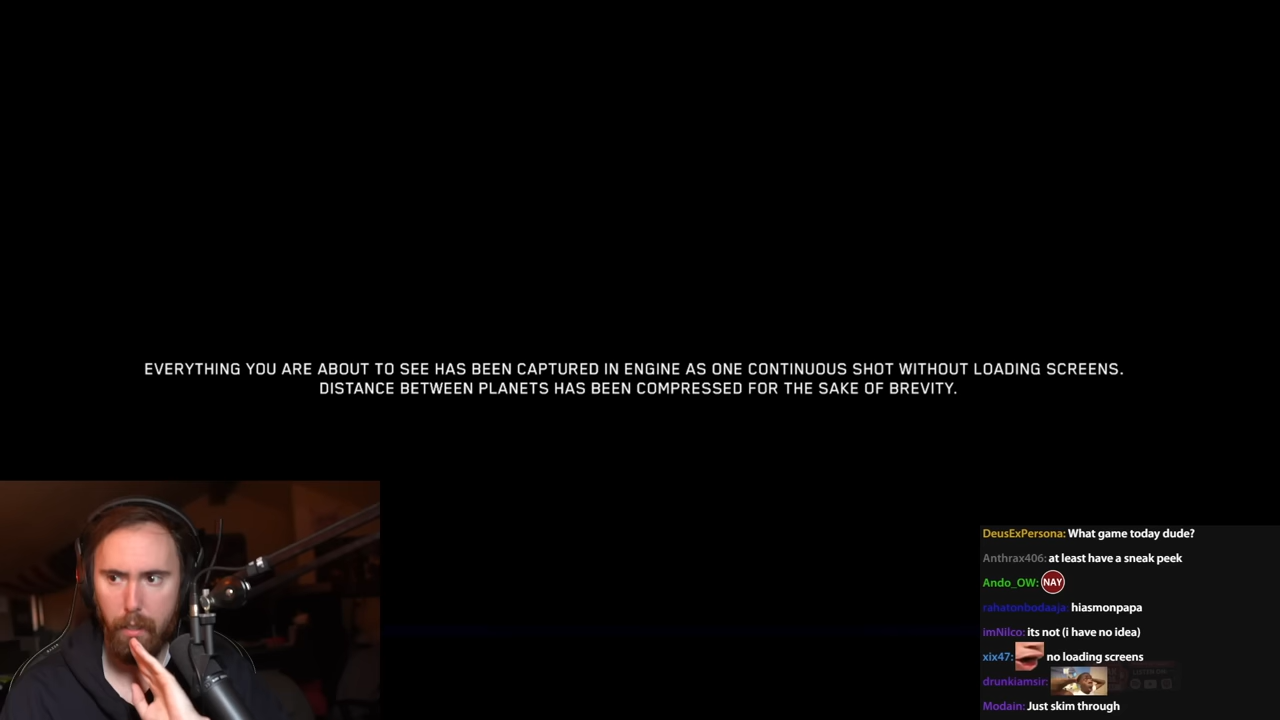 EVERYTHING YOU ARE ABOUT TO SEE HAS BEEN CAPTURED IN ENGINE AS ONE CONTINUOUS SHOT WITHOUT LOADING SCREENS.
DISTANCE BETWEEN PLANETS HAS BEEN COMPRESSED FOR THE SAKE OF BREVITY.
DeusExPersona: What game today dude?
Anthrax406: at least have a sneak peek
Ando_OW: NAY
rahatonbodaaja: hiasmonpapa
imNilco: its not (i have no idea)
xix47: no loading screens
drunkiamsir:
Modain: Just skim through